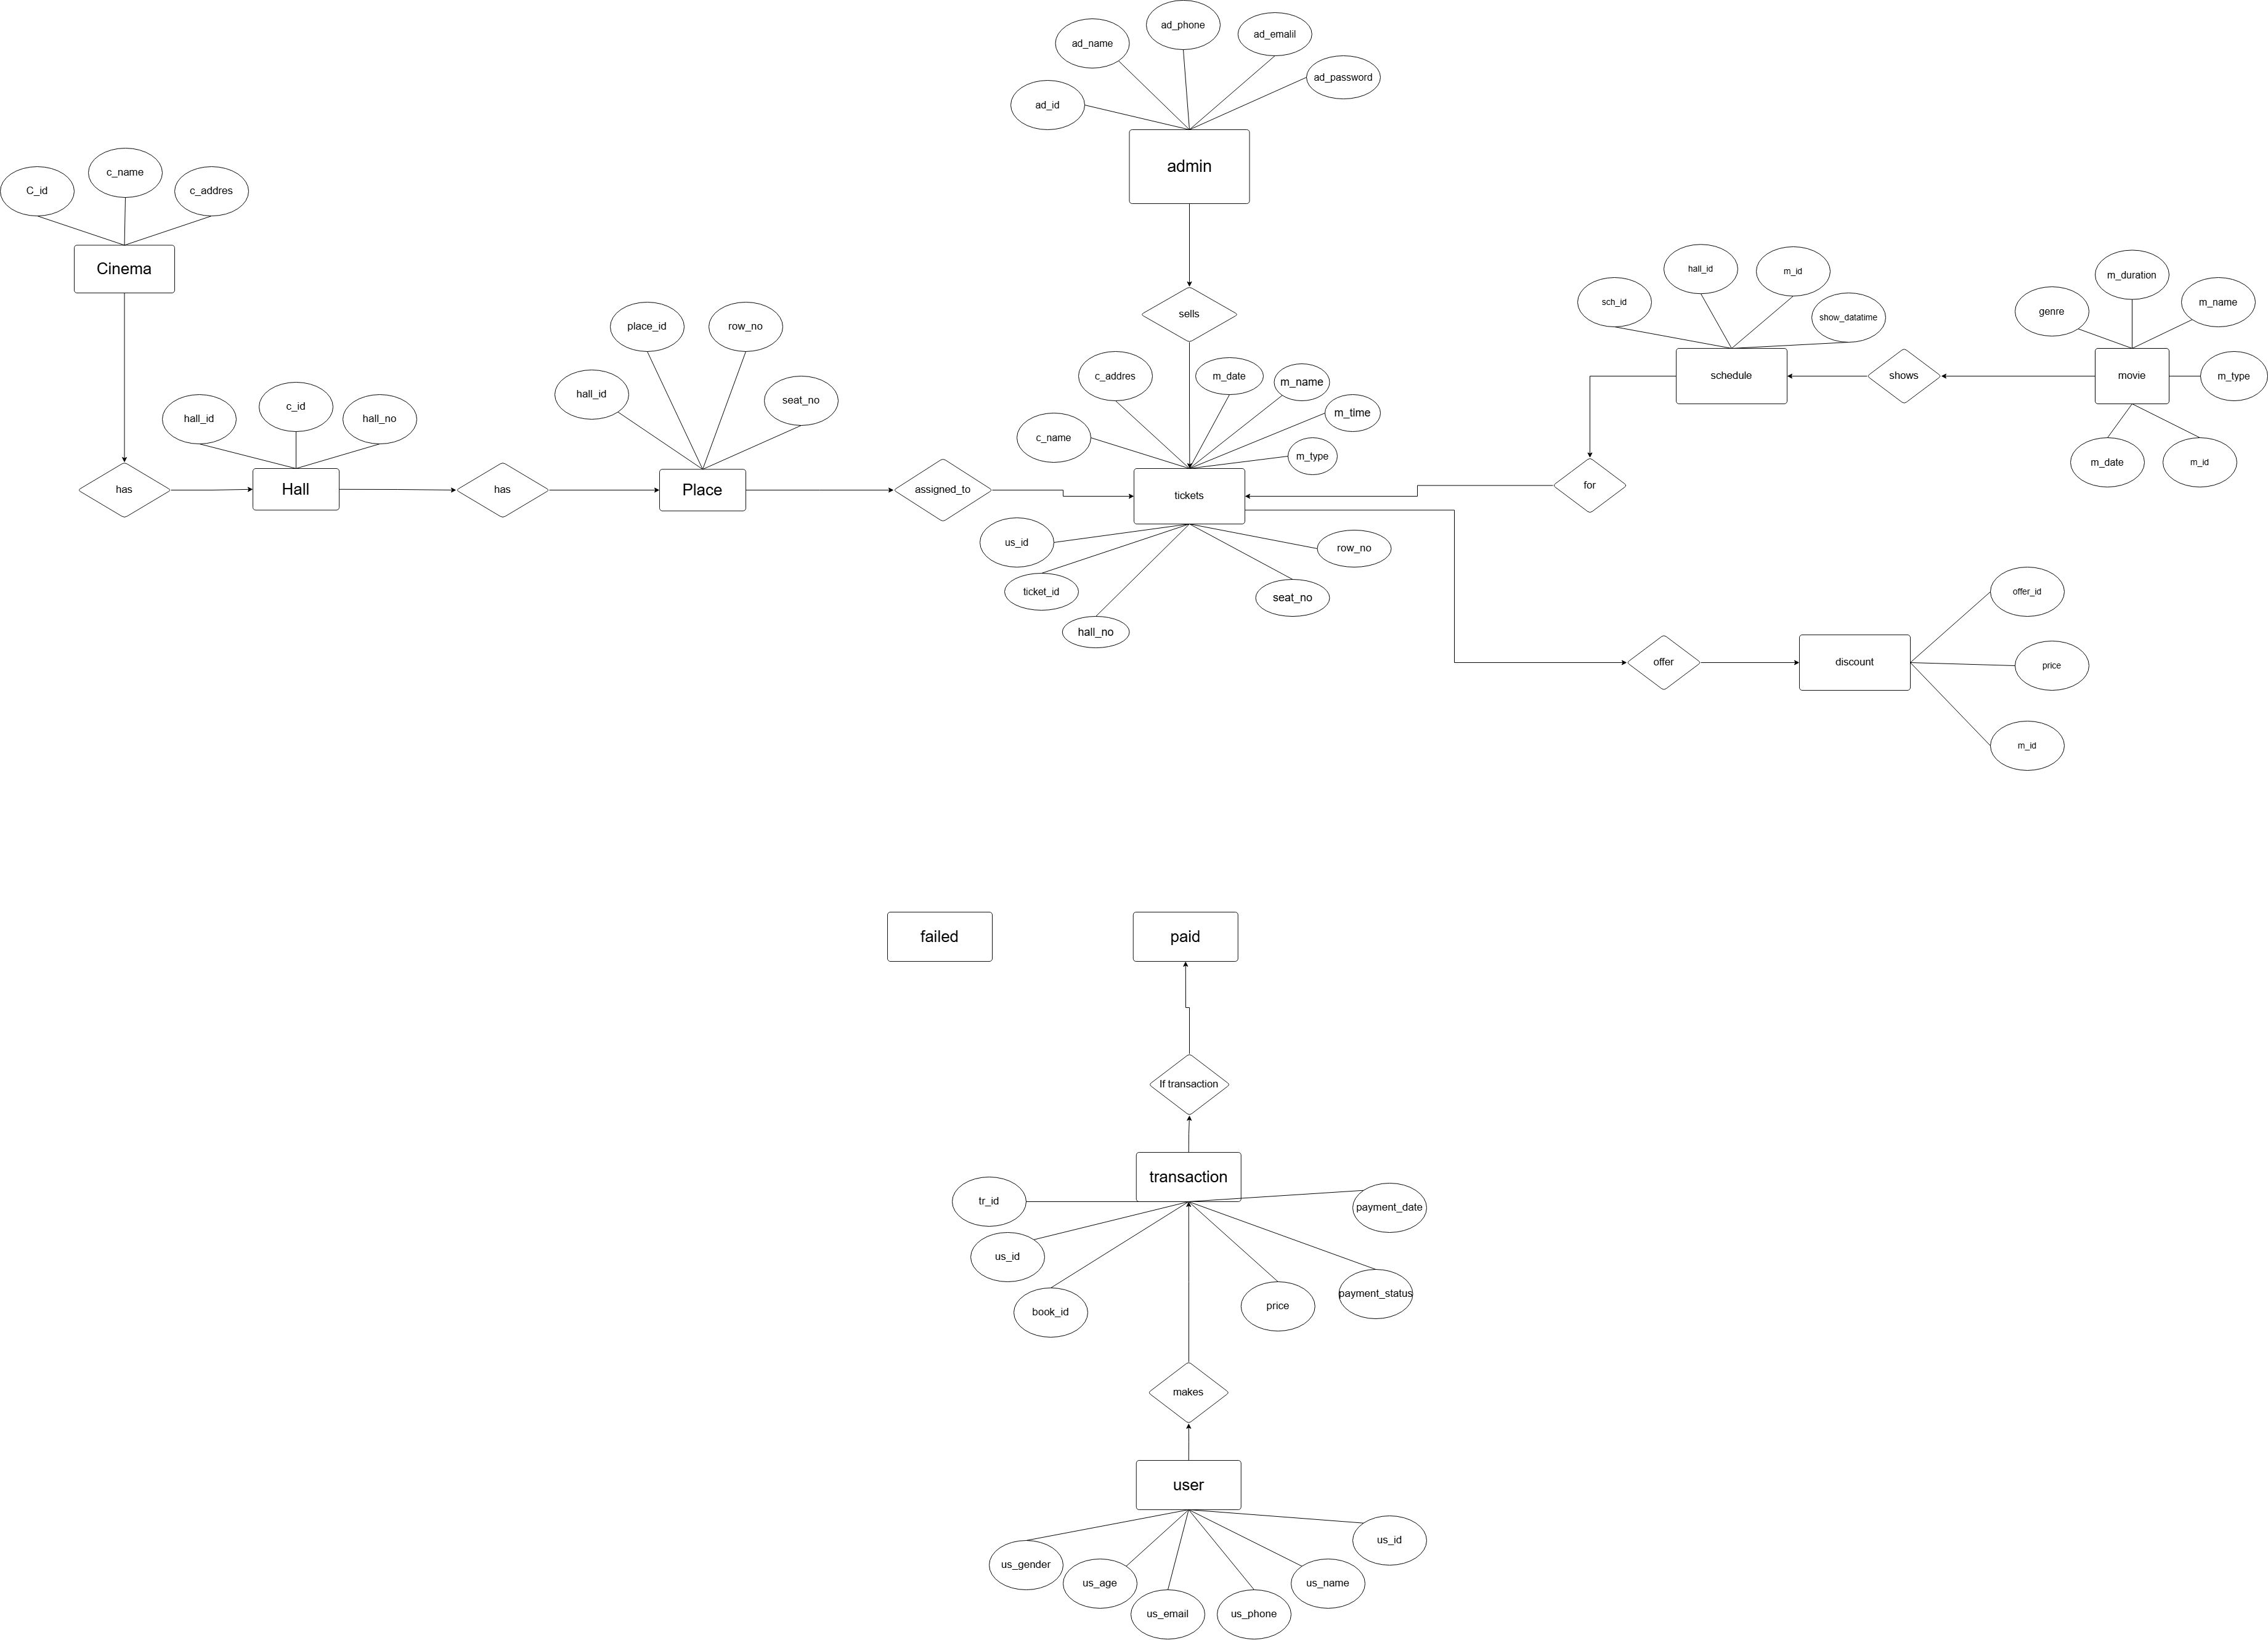 ad_phone
ad_emalil
ad_name
ad_password
ad_id
admin
c_name
C_id
c_addres
Cinema
sells
hall_id
m_id
sch_id
show_datatime
m_duration
m_name
genre
place_id
row_no
schedule
shows
movie
m_type
c_addres
m_date
m_name
hall_id
seat_no
m_time
c_id
hall_id
hall_no
c_name
m_type
m_date
m_id
has
Hall
has
Place
assigned_to
tickets
for
us_id
row_no
ticket_id
seat_no
hall_no
offer_id
offer
discount
price
m_id
failed
paid
If transaction
transaction
tr_id
payment_date
us_id
book_id
price
payment_status
makes
user
us_id
us_gender
us_age
us_name
us_email
us_phone